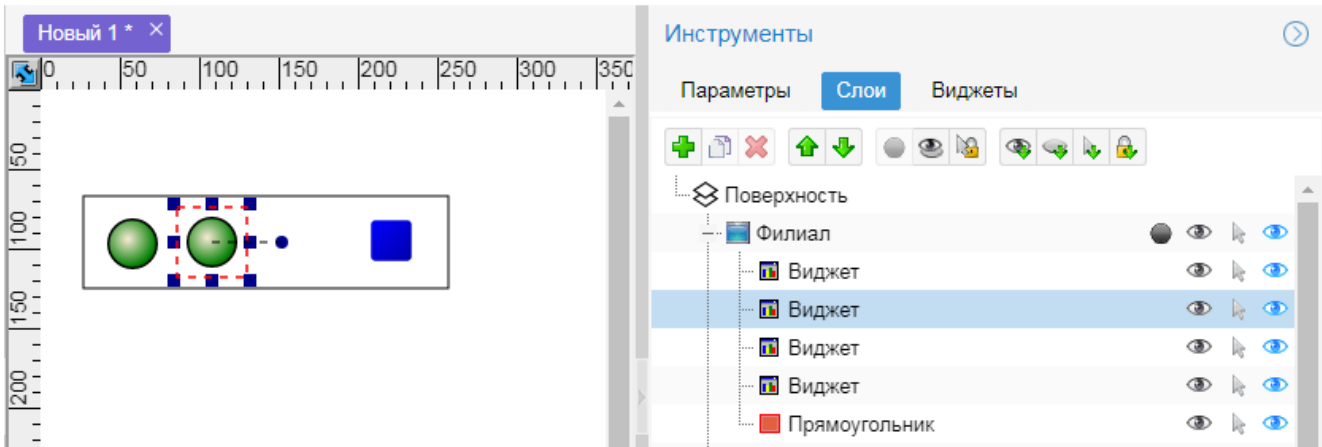 Новый 1 * ×
0 50 100 150 200 250 300 350
50
100
150
200
Инструменты
Параметры Слои Виджеты
Поверхность
Филиал
Виджет
Виджет
Виджет
Виджет
Прямоугольник